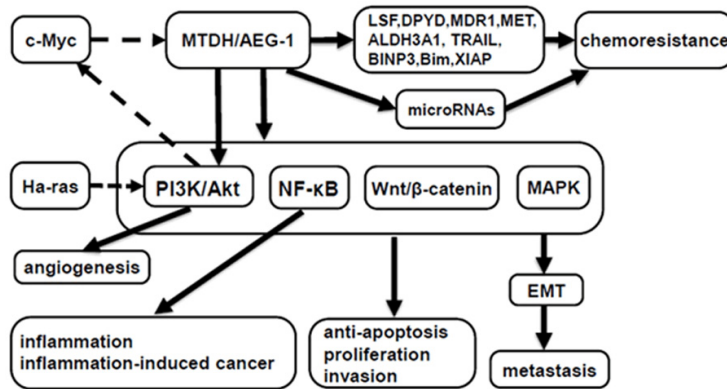 c-Myc
MTDH/AEG-1
LSF,DPYD,MDR1,MET,
ALDH3A1, TRAIL,
BINP3,Bim,XIAP
chemoresistance
microRNAs
Ha-ras
PI3K/Akt
NF-κB
Wnt/β-catenin
MAPK
angiogenesis
EMT
inflammation
inflammation-induced cancer
anti-apoptosis
proliferation
invasion
metastasis